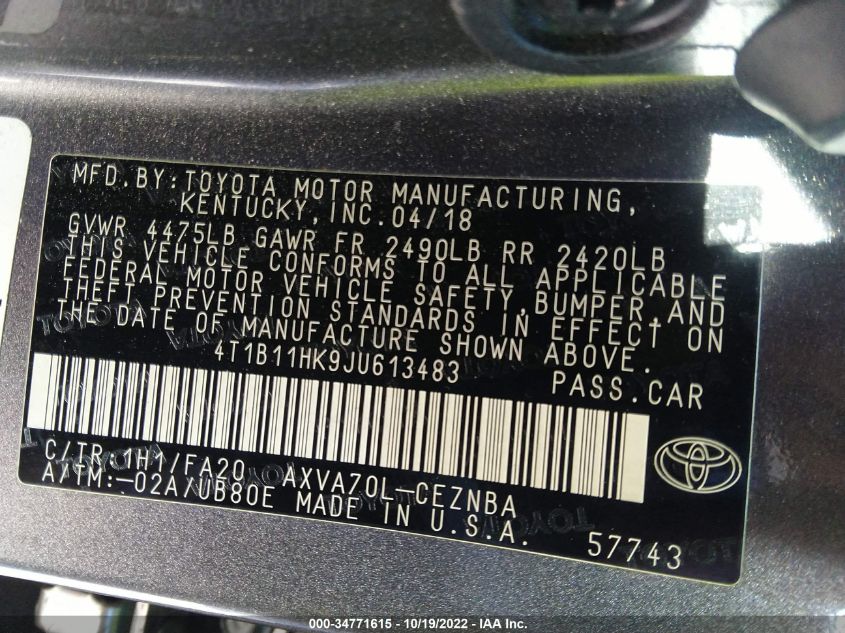 MFD.BY:TOYOTA MOTOR MANUFACTURING,
KENTUCKY,INC.04/18
GVWR 4475LB GAWR FR 2490LB RR 2420LB
THIS VEHICLE CONFORMS TO ALL APPLICABLE
FEDERAL MOTOR VEHICLE SAFETY,BUMPER,AND
THEFT PREVENTION STANDARDS IN EFFECT ON
THE DATE OF MANUFACTURE SHOWN ABOVE.
4T1B11HK9JU613483 PASS.CAR
C/TR:1H1/FA20 AXVA70L-CEZNBA
A/TM:-02A/UB80E MADE IN U.S.A. 57743
000-34771615 - 10/19/2022 - IAA Inc.